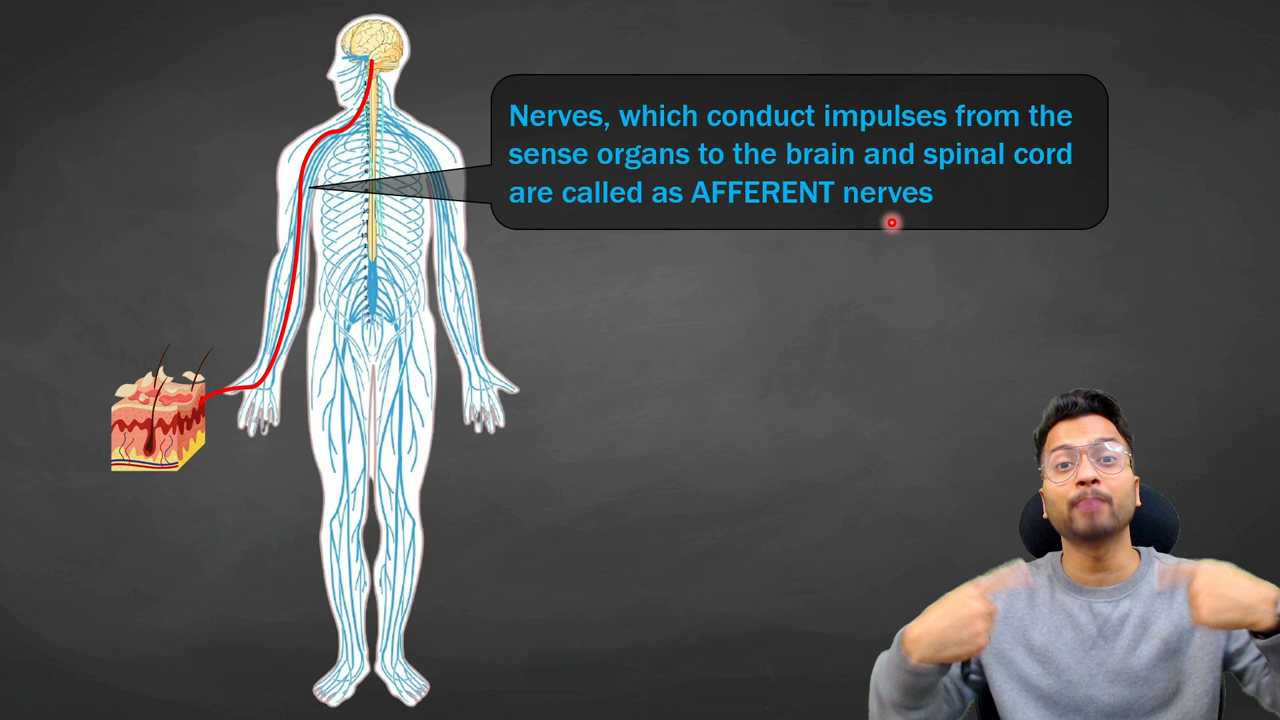 Nerves, which conduct impulses from the
sense organs to the brain and spinal cord
are called as AFFERENT nerves